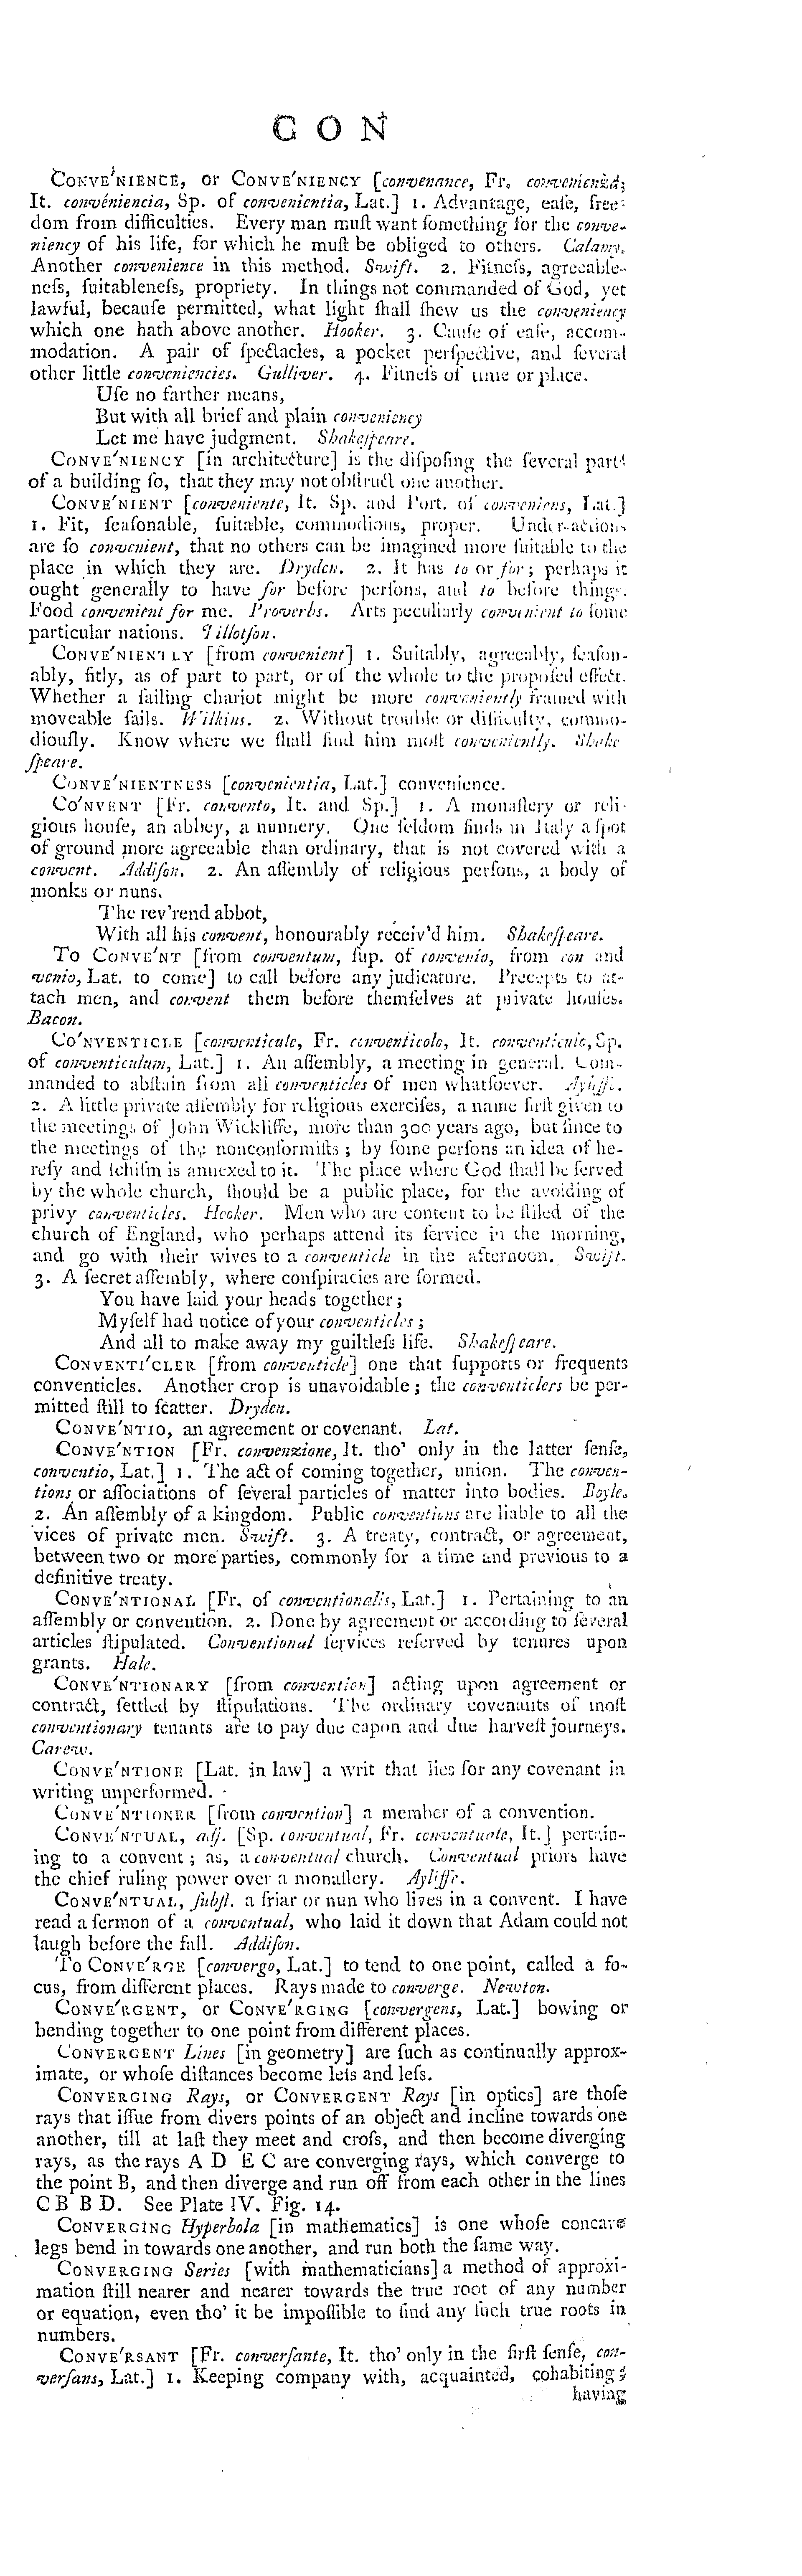 C O N
CONVE'NIENCE, or CONVE'NIENCY [convenance, Fr. convenienza;
It. convéniencia, Sp. of convenientia, Lat.] 1. Advantage, eaſe, free-
dom from difficulties. Every man muſt want ſomething for the conve-
niency of his life, for which he muſt be obliged to others. Calamy.
Another convenience in this method. Swift. 2. Fitneſs, agreeable-
neſs, ſuitableneſs, propriety. In things not commanded of God, yet
lawful, becauſe permitted, what light ſhall ſhew us the conveniency
which one hath above another. Hooker. 3. Cauſe of eaſe, accom-
modation. A pair of ſpectacles, a pocket perſpective, and ſeveral
other little conveniencies. Gulliver. 4. Fitneſs of time or place.
Uſe no farther means,
But with all brief and plain conveniency
Let me have judgment. Shakeſpeare.
CONVE'NIENCY [in architecture] is the diſpoſing the ſeveral parts
of a building ſo, that they may not obſtruct one another.
CONVE'NIENT [conveniente, It. Sp. and Port. of conveniens, Lat.]
1. Fit, ſeaſonable, ſuitable, commodious, proper. Under-actions
are ſo convenient, that no others can be imagined more ſuitable to the
place in which they are. Dryden. 2. It has to or for; perhaps it
ought generally to have for before perſons, and to before things.
Food convenient for me. Proverbs. Arts peculiarly convenient to ſome
particular nations. Tillotſon.
CONVE'NIENTLY [from convenient] 1. Suitably, agreeably, ſeaſon-
ably, fitly, as of part to part, or of the whole to the propoſed effect.
Whether a ſailing chariot might be more conveniently framed with
moveable ſails. Wilkins. 2. Without trouble or difficulty, commo-
diouſly. Know where we ſhall find him moſt conveniently. Shake
ſpeare.
CONVE'NIENTNESS [convenientia, Lat.] convenience.
CO'NVENT [Fr. convento, It. and Sp.] 1. A monaſtery or reli-
gious houſe, an abbey, a nunnery. One ſeldom finds in Italy a ſpot
of ground more agreeable than ordinary, that is not covered with a
convent. Addiſon. 2. An aſſembly of religious perſons, a body of
monks or nuns.
The rev'rend abbot,
With all his convent, honourably receiv'd him. Shakeſpeare.
To CONVE'NT [from conventum, ſup. of convenio, from con and
venio, Lat. to come] to call before any judicature. Precepts to at-
tach men, and convent them before themſelves at private houſes.
Bacon.
CO'NVENTICLE [conventicule, Fr. conventicolo, It. conventiculo, Sp.
of conventiculum, Lat.] 1. An aſſembly, a meeting in general. Com-
manded to abſtain from all conventicles of men whatſoever. Ayliffe.
2. A little private aſſembly for religious exerciſes, a name firſt given to
the meetings of John Wickliffe, more than 300 years ago, but ſince to
the meetings of the nonconformiſts; by ſome perſons an idea of he-
reſy and ſchiſm is annexed to it. The place where God ſhall be ſerved
by the whole church, ſhould be a public place, for the avoiding of
privy conventicles. Hooker. Men who are content to be ſtiled of the
church of England, who perhaps attend its ſervice in the morning,
and go with their wives to a conventicle in the afternoon. Swift.
3. A ſecret aſſembly, where conſpiracies are formed.
You have laid your heads together;
Myſelf had notice of your conventicles;
And all to make away my guiltleſs life. Shakeſpeare.
CONVENTI'CLER [from conventicle] one that ſupports or frequents
conventicles. Another crop is unavoidable; the conventiclers be per-
mitted ſtill to ſcatter. Dryden.
CONVE'NTIO, an agreement or covenant. Lat.
CONVE'NTION [Fr. convenzione, It. tho' only in the latter ſenſe,
conventio, Lat.] 1. The act of coming together, union. The conven-
tions or aſſociations of ſeveral particles of matter into bodies. Boyle.
2. An aſſembly of a kingdom. Public conventions are liable to all the
vices of private men. Swift. 3. A treaty, contract, or agreement,
between two or more parties, commonly for a time and previous to a
definitive treaty.
CONVE'NTIONAL [Fr. of conventionalis, Lat.] 1. Pertaining to an
aſſembly or convention. 2. Done by agreement or according to ſeveral
articles ſtipulated. Conventional ſervices reſerved by tenures upon
grants. Hale.
CONVE'NTIONARY [from convention] acting upon agreement or
contract, ſettled by ſtipulations. The ordinary covenants of moſt
conventionary tenants are to pay due capon and due harveſt journeys.
Carew.
CONVE'NTIONE [Lat. in law] a writ that lies for any covenant in
writing unperformed.
CONVE'NTIONER [from convention] a member of a convention.
CONVE'NTUAL, adj. [Sp. conventual, Fr. conventuale, It.] pertain-
ing to a convent; as, a conventual church. Conventual priors have
the chief ruling power over a monaſtery. Ayliffe.
CONVE'NTUAL, ſubſt. a friar or nun who lives in a convent. I have
read a ſermon of a conventual, who laid it down that Adam could not
laugh before the fall. Addiſon.
To CONVE'RGE [convergo, Lat.] to tend to one point, called a fo-
cus, from different places. Rays made to converge. Newton.
CONVE'RGENT, or CONVE'RGING [convergens, Lat.] bowing or
bending together to one point from different places.
CONVERGENT Lines [in geometry] are ſuch as continually approx-
imate, or whoſe diſtances become leſs and leſs.
CONVERGING Rays, or CONVERGENT Rays [in optics] are thoſe
rays that iſſue from divers points of an object and incline towards one
another, till at laſt they meet and croſs, and then become diverging
rays, as the rays A D E C are converging rays, which converge to
the point B, and then diverge and run off from each other in the lines
C B B D. See Plate IV. Fig. 14.
CONVERGING Hyperbola [in mathematics] is one whoſe concave
legs bend in towards one another, and run both the ſame way.
CONVERGING Series [with mathematicians] a method of approxi-
mation ſtill nearer and nearer towards the true root of any number
or equation, even tho' it be impoſſible to find any ſuch true roots in
numbers.
CONVE'RSANT [Fr. converſante, It. tho' only in the firſt ſenſe, con-
verſans, Lat.] 1. Keeping company with, acquainted, cohabiting;
having